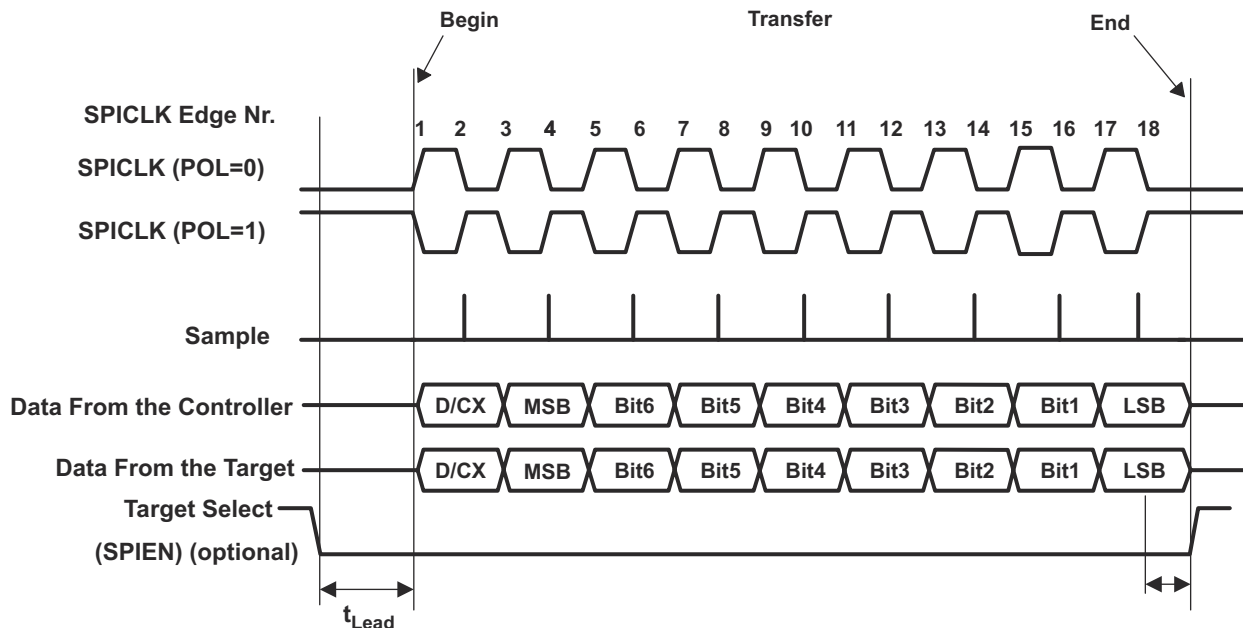 Begin Transfer End
SPICLK Edge Nr.
1 2 3 4 5 6 7 8 9 10 11 12 13 14 15 16 17 18
SPICLK (POL=0)
SPICLK (POL=1)
Sample
Data From the Controller D/CX MSB Bit6 Bit5 Bit4 Bit3 Bit2 Bit1 LSB
Data From the Target D/CX MSB Bit6 Bit5 Bit4 Bit3 Bit2 Bit1 LSB
Target Select
(SPIEN) (optional)
tLead